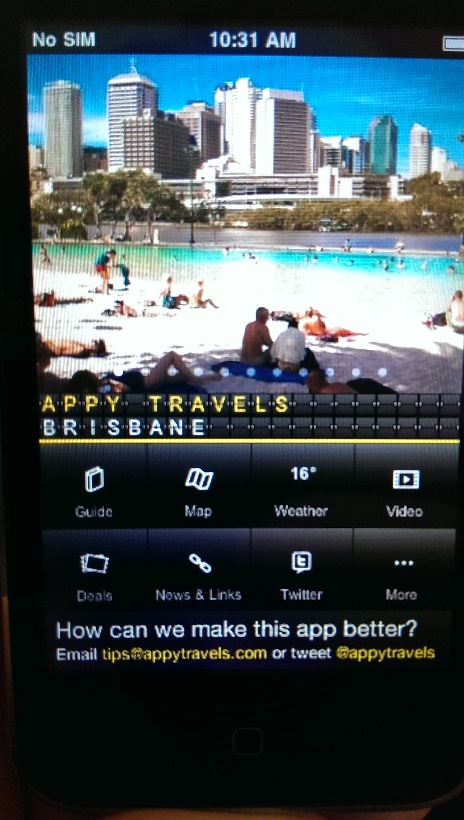 No SIM 10:31 AM
APPY TRAVELS
BRISBANE
16°
Guide Map Weather Video
Deals News & Links Twitter More
How can we make this app better?
Email tips@appytravels.com or tweet @appytravels